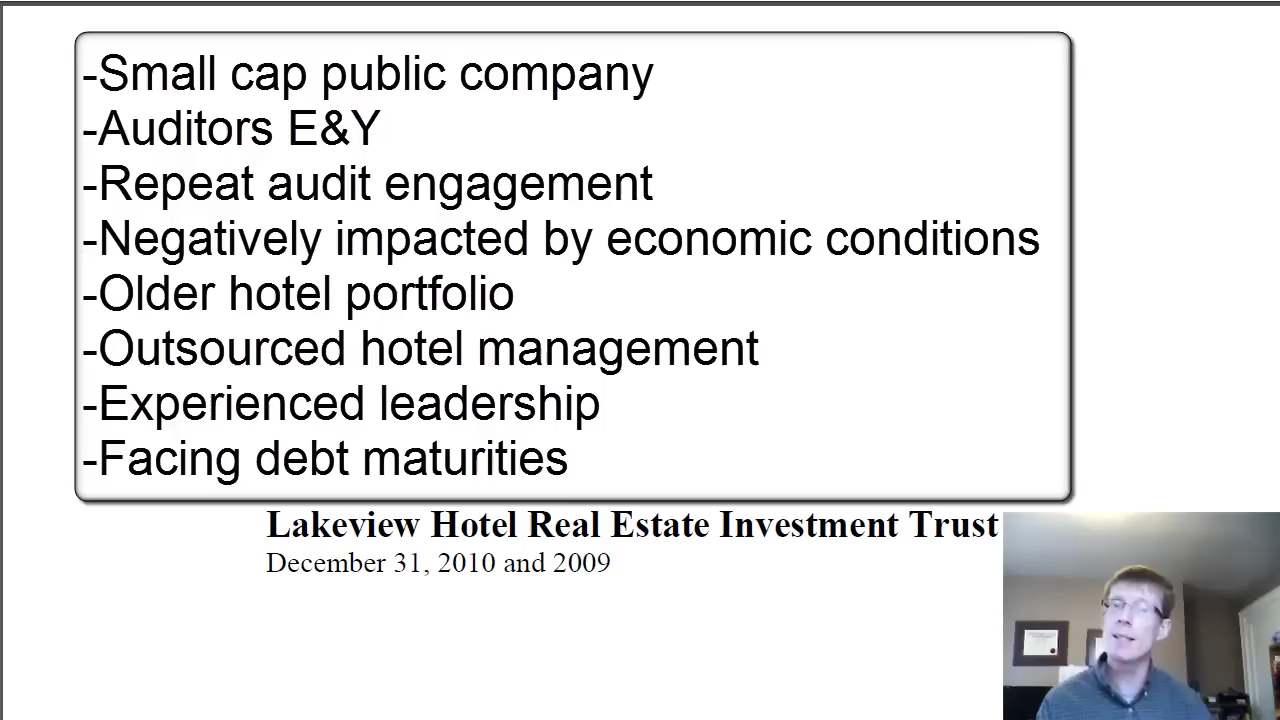 -Small cap public company
-Auditors E&Y
-Repeat audit engagement
-Negatively impacted by economic conditions
-Older hotel portfolio
-Outsourced hotel management
-Experienced leadership
-Facing debt maturities
Lakeview Hotel Real Estate Investment Trust
December 31, 2010 and 2009